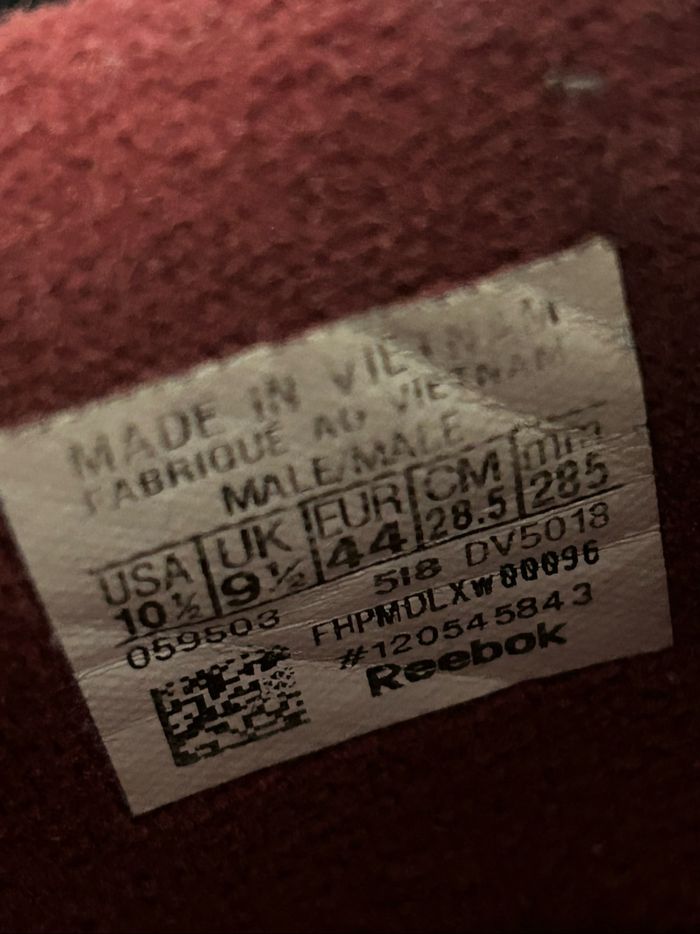 MADE IN VIETNAM
FABRIQUE AU VIETNAM
MALE/MALE
USA UK EUR CM mm
10½ 9½ 44 28.5 285
059503 518 DV5018
FHPMDLXW00096
#120545843
Reebok